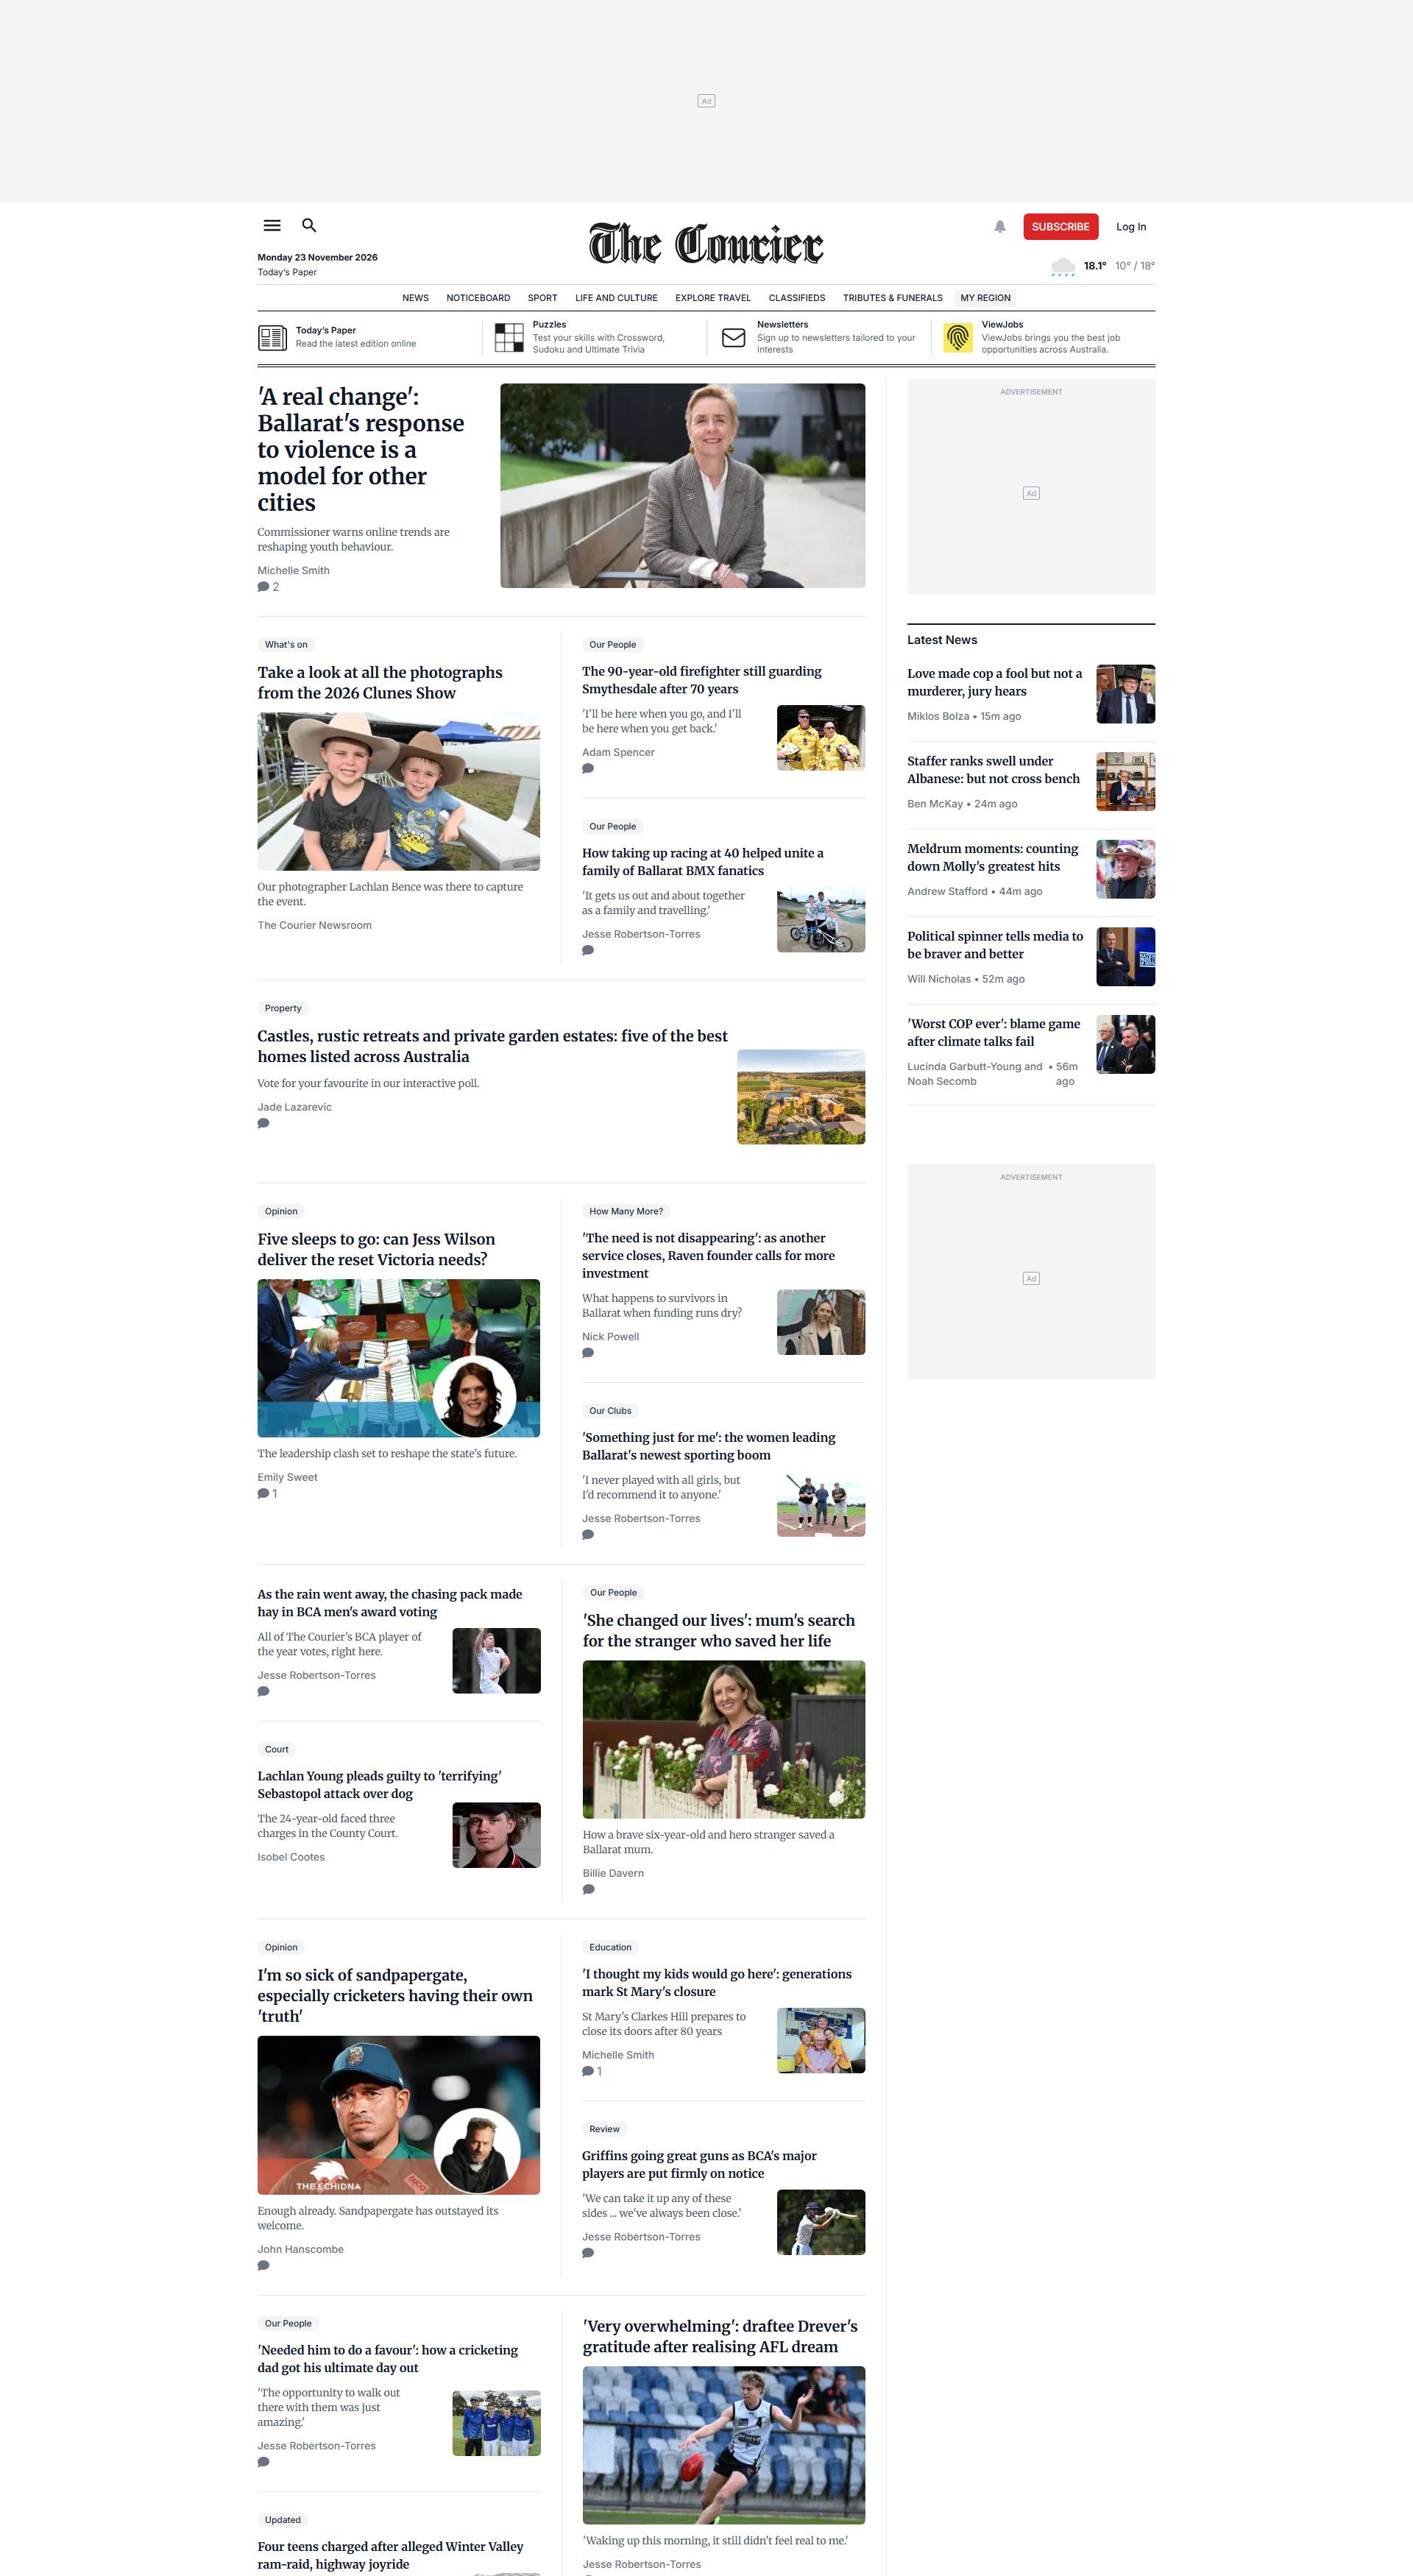 Ad
The Courier
SUBSCRIBE
Log In
Monday 23 November 2026
Today's Paper
18.1° 10° / 18°
NEWS NOTICEBOARD SPORT LIFE AND CULTURE EXPLORE TRAVEL CLASSIFIEDS TRIBUTES & FUNERALS MY REGION
Today's Paper
Read the latest edition online
Puzzles
Test your skills with Crossword,
Sudoku and Ultimate Trivia
Newsletters
Sign up to newsletters tailored to your
interests
ViewJobs
ViewJobs brings you the best job
opportunities across Australia.
'A real change':
Ballarat's response
to violence is a
model for other
cities
Commissioner warns online trends are
reshaping youth behaviour.
Michelle Smith
2
What's on
Take a look at all the photographs
from the 2026 Clunes Show
Our photographer Lachlan Bence was there to capture
the event.
The Courier Newsroom
Our People
The 90-year-old firefighter still guarding
Smythesdale after 70 years
'I'll be here when you go, and I'll
be here when you get back.'
Adam Spencer
Our People
How taking up racing at 40 helped unite a
family of Ballarat BMX fanatics
'It gets us out and about together
as a family and travelling.'
Jesse Robertson-Torres
Property
Castles, rustic retreats and private garden estates: five of the best
homes listed across Australia
Vote for your favourite in our interactive poll.
Jade Lazarevic
Opinion
Five sleeps to go: can Jess Wilson
deliver the reset Victoria needs?
The leadership clash set to reshape the state's future.
Emily Sweet
1
How Many More?
'The need is not disappearing': as another
service closes, Raven founder calls for more
investment
What happens to survivors in
Ballarat when funding runs dry?
Nick Powell
Our Clubs
'Something just for me': the women leading
Ballarat's newest sporting boom
'I never played with all girls, but
I'd recommend it to anyone.'
Jesse Robertson-Torres
As the rain went away, the chasing pack made
hay in BCA men's award voting
All of The Courier's BCA player of
the year votes, right here.
Jesse Robertson-Torres
Court
Lachlan Young pleads guilty to 'terrifying'
Sebastopol attack over dog
The 24-year-old faced three
charges in the County Court.
Isobel Cootes
Our People
'She changed our lives': mum's search
for the stranger who saved her life
How a brave six-year-old and hero stranger saved a
Ballarat mum.
Billie Davern
Opinion
I'm so sick of sandpapergate,
especially cricketers having their own
'truth'
THE ECHIDNA
Enough already. Sandpapergate has outstayed its
welcome.
John Hanscombe
Education
'I thought my kids would go here': generations
mark St Mary's closure
St Mary's Clarkes Hill prepares to
close its doors after 80 years
Michelle Smith
1
Review
Griffins going great guns as BCA's major
players are put firmly on notice
'We can take it up any of these
sides ... we've always been close.'
Jesse Robertson-Torres
Our People
'Needed him to do a favour': how a cricketing
dad got his ultimate day out
'The opportunity to walk out
there with them was just
amazing.'
Jesse Robertson-Torres
Updated
Four teens charged after alleged Winter Valley
ram-raid, highway joyride
'Very overwhelming': draftee Drever's
gratitude after realising AFL dream
'Waking up this morning, it still didn't feel real to me.'
Jesse Robertson-Torres
ADVERTISEMENT
Ad
Latest News
Love made cop a fool but not a
murderer, jury hears
Miklos Bolza • 15m ago
Staffer ranks swell under
Albanese: but not cross bench
Ben McKay • 24m ago
Meldrum moments: counting
down Molly's greatest hits
Andrew Stafford • 44m ago
Political spinner tells media to
be braver and better
Will Nicholas • 52m ago
'Worst COP ever': blame game
after climate talks fail
Lucinda Garbutt-Young and • 56m
Noah Secomb ago
ADVERTISEMENT
Ad